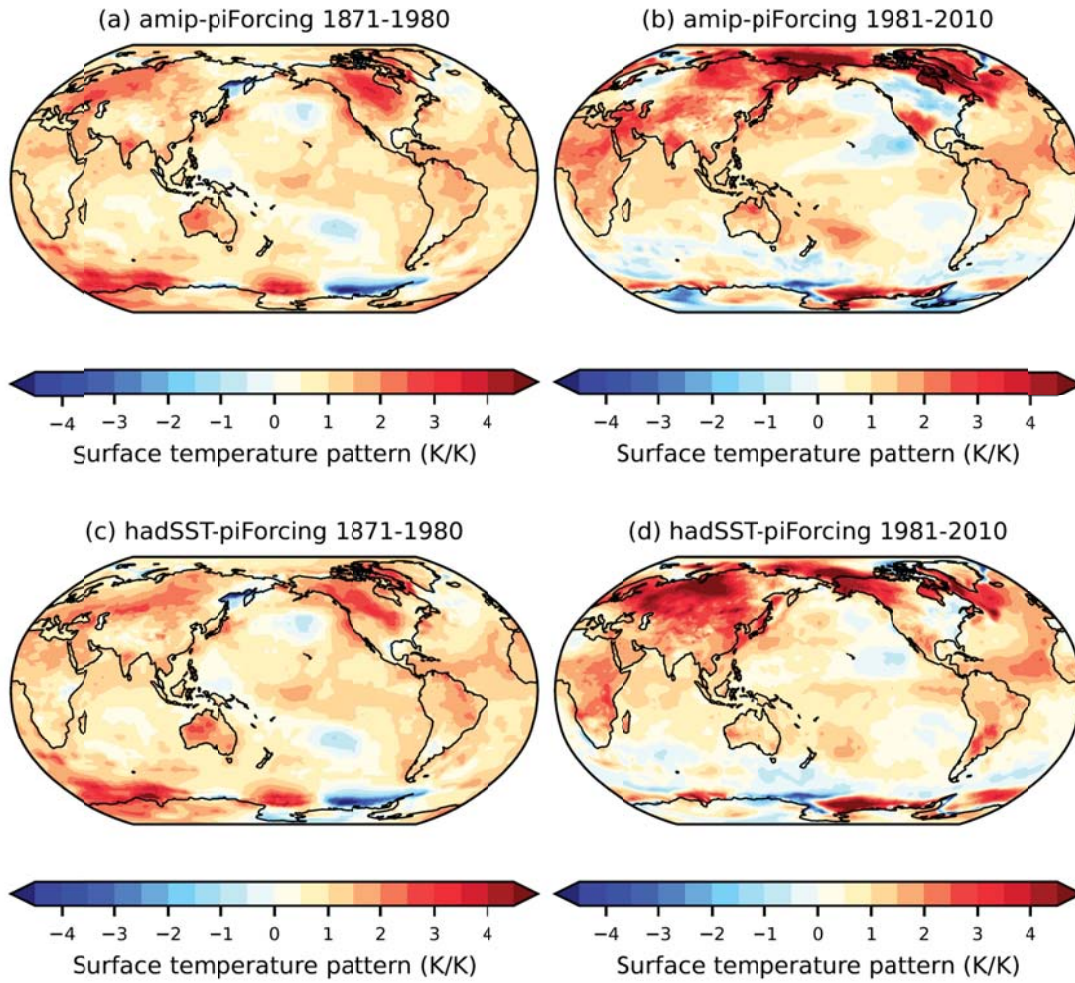 (a) amip-piForcing 1871-1980
(b) amip-piForcing 1981-2010
−4 −3 −2 −1 0 1 2 3 4
Surface temperature pattern (K/K)
−4 −3 −2 −1 0 1 2 3 4
Surface temperature pattern (K/K)
(c) hadSST-piForcing 1871-1980
(d) hadSST-piForcing 1981-2010
−4 −3 −2 −1 0 1 2 3 4
Surface temperature pattern (K/K)
−4 −3 −2 −1 0 1 2 3 4
Surface temperature pattern (K/K)